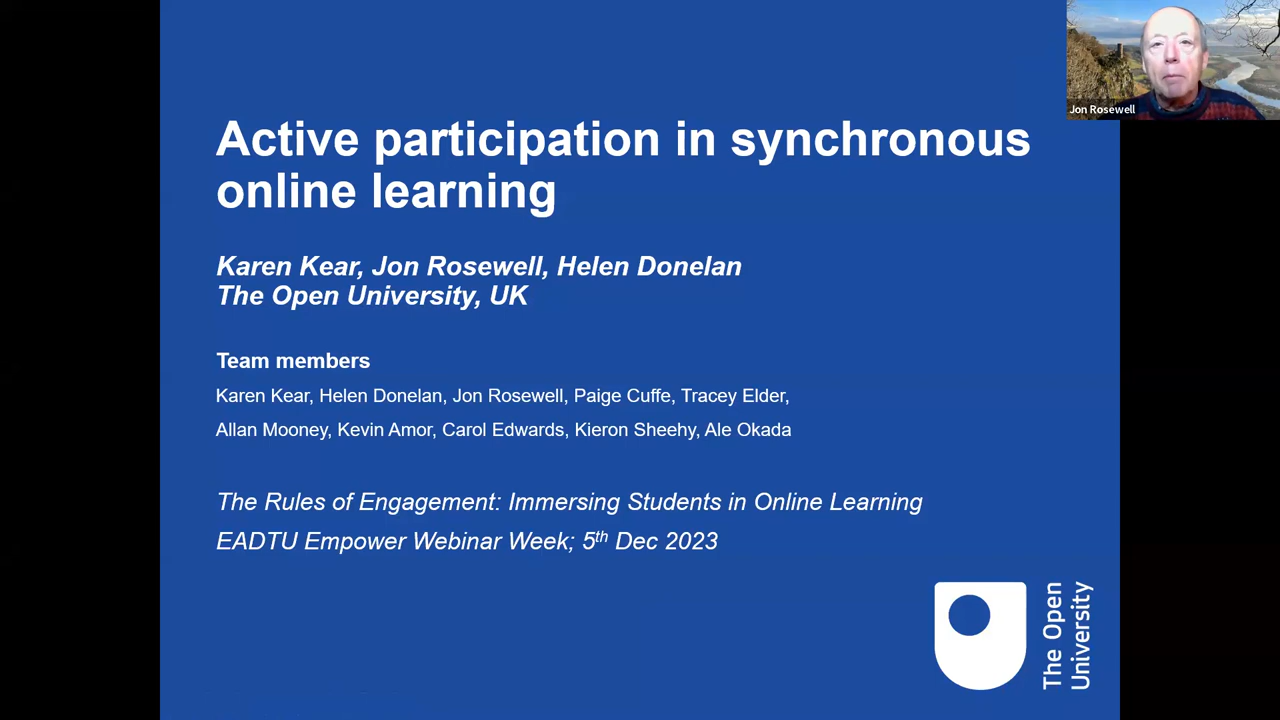 Active participation in synchronous
online learning
Karen Kear, Jon Rosewell, Helen Donelan
The Open University, UK
Team members
Karen Kear, Helen Donelan, Jon Rosewell, Paige Cuffe, Tracey Elder,
Allan Mooney, Kevin Amor, Carol Edwards, Kieron Sheehy, Ale Okada
The Rules of Engagement: Immersing Students in Online Learning
EADTU Empower Webinar Week; 5th Dec 2023
The Open
University
Jon Rosewell